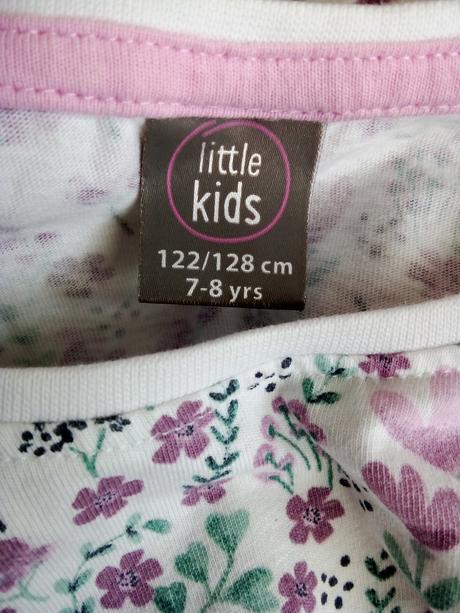 little
kids
122/128 cm
7-8 yrs